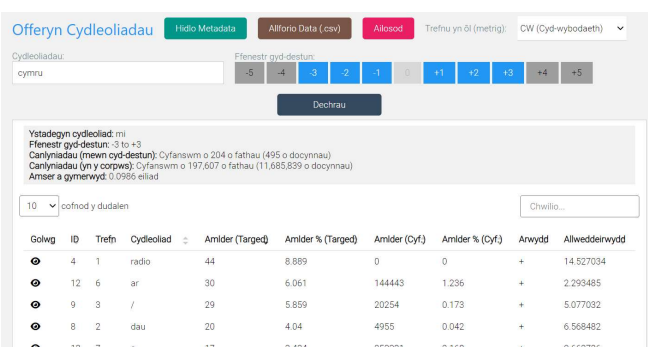 Offeryn Cydleoliadau Hidlo Metadata Allforio Data (.csv) Ailosod Trefnu yn ôl (metrig): CW (Cyd-wybodaeth)
Cydleoliadau: Ffenestr gyd-destun:
cymru -5 -4 -3 -2 -1 0 +1 +2 +3 +4 +5
Dechrau
Ystadegyn cydleoliad: mi
Ffenestr gyd-destun: -3 to +3
Canlyniadau (mewn cyd-destun): Cyfanswm o 204 o fathau (495 o docynnau)
Canlyniadau (yn y corpws): Cyfanswm o 197,607 o fathau (11,685,839 o docynnau)
Amser a gymerwyd: 0.0986 eiliad
10 cofnod y dudalen Chwilio...
Golwg ID Trefn Cydleoliad Amlder (Targed) Amlder % (Targed) Amlder (Cyf.) Amlder % (Cyf.) Arwydd Allweddeirwydd
4 1 radio 44 8.889 0 0 + 14.527034
12 6 ar 30 6.061 144443 1.236 + 2.293485
9 3 / 29 5.859 20254 0.173 + 5.077032
8 2 dau 20 4.04 4955 0.042 + 6.568482